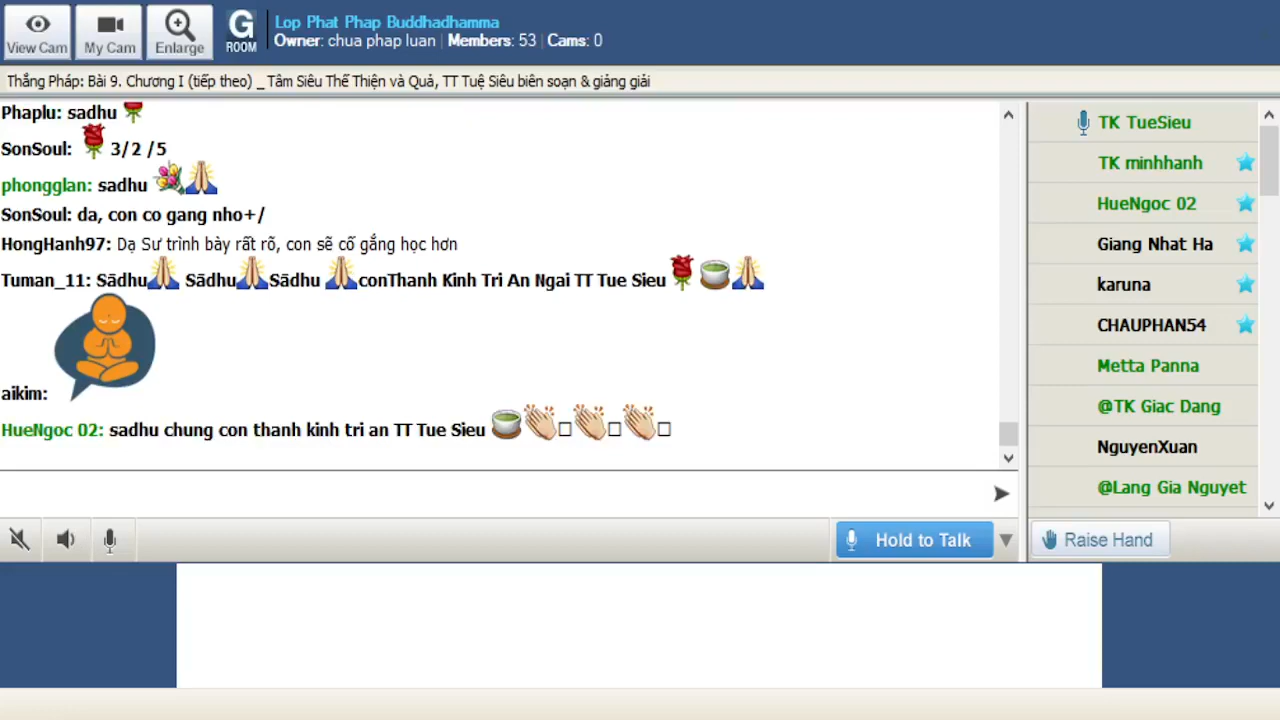 View Cam
My Cam
Enlarge
G
ROOM
Lop Phat Phap Buddhadhamma
Owner: chua phap luan | Members: 53 | Cams: 0
Thắng Pháp: Bài 9. Chương I (tiếp theo) _ Tâm Siêu Thế Thiện và Quả, TT Tuệ Siêu biên soạn & giảng giải
Phaplu: sadhu
SonSoul: 3/2 /5
phongglan: sadhu
SonSoul: da, con co gang nho+/
HongHanh97: Dạ Sư trình bày rất rõ, con sẽ cố gắng học hơn
Tuman_11: Sādhu Sādhu Sādhu conThanh Kinh Tri An Ngai TT Tue Sieu
aikim:
HueNgoc 02: sadhu chung con thanh kinh tri an TT Tue Sieu
TK TueSieu
TK minhhanh
HueNgoc 02
Giang Nhat Ha
karuna
CHAUPHAN54
Metta Panna
@TK Giac Dang
NguyenXuan
@Lang Gia Nguyet
Hold to Talk
Raise Hand